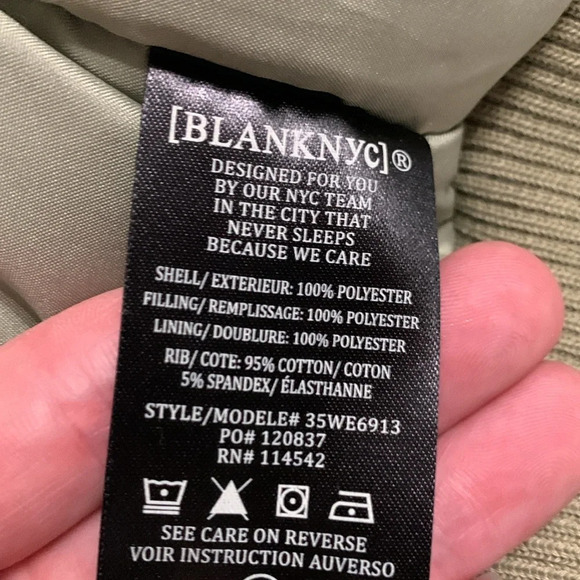 [BLANKNYC]®
DESIGNED FOR YOU
BY OUR NYC TEAM
IN THE CITY THAT
NEVER SLEEPS
BECAUSE WE CARE
SHELL/ EXTERIEUR: 100% POLYESTER
FILLING/ REMPLISSAGE: 100% POLYESTER
LINING/ DOUBLURE: 100% POLYESTER
RIB/ COTE: 95% COTTON/ COTON
5% SPANDEX/ ÉLASTHANNE
STYLE/MODELE# 35WE6913
PO# 120837
RN# 114542
SEE CARE ON REVERSE
VOIR INSTRUCTION AUVERSO